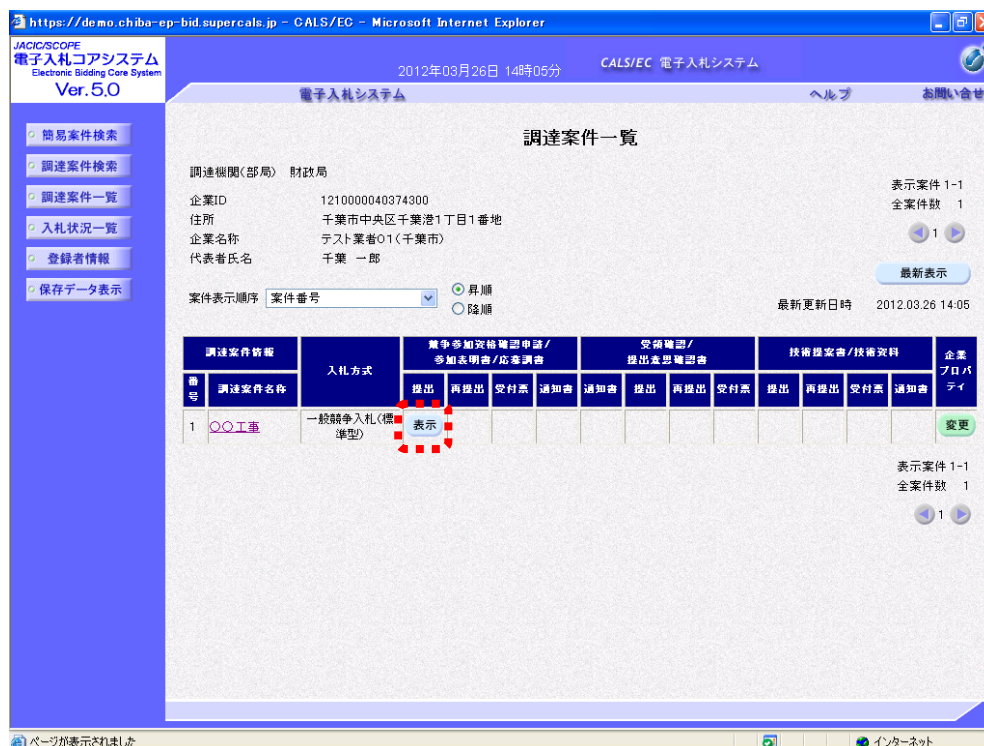 https://demo.chiba-ep-bid.supercals.jp - CALS/EC - Microsoft Internet Explorer
JACIC/SCOPE
電子入札コアシステム
Electronic Bidding Core System
Ver.5.0
2012年03月26日 14時05分
CALS/EC 電子入札システム
電子入札システム
ヘルプ
お問い合せ
簡易案件検索
調達案件検索
調達案件一覧
入札状況一覧
登録者情報
保存データ表示
調達案件一覧
調達機関(部局) 財政局
企業ID 1210000040374300
住所 千葉市中央区千葉港1丁目1番地
企業名称 テスト業者01(千葉市)
代表者氏名 千葉 一郎
表示案件 1-1
全案件数 1
1
最新表示
案件表示順序 案件番号
昇順
降順
最新更新日時 2012.03.26 14:05
調達案件情報
入札方式
競争参加資格確認申請/
参加表明書/応募調書
受領確認/
提出意思確認書
技術提案書/技術資料
企業
プロパ
ティ
番号
調達案件名称
提出 再提出 受付票 通知書 通知書 提出 再提出 受付票 提出 再提出 受付票 通知書
1 〇〇工事 一般競争入札(標準型) 表示 変更
表示案件 1-1
全案件数 1
1
ページが表示されました
インターネット